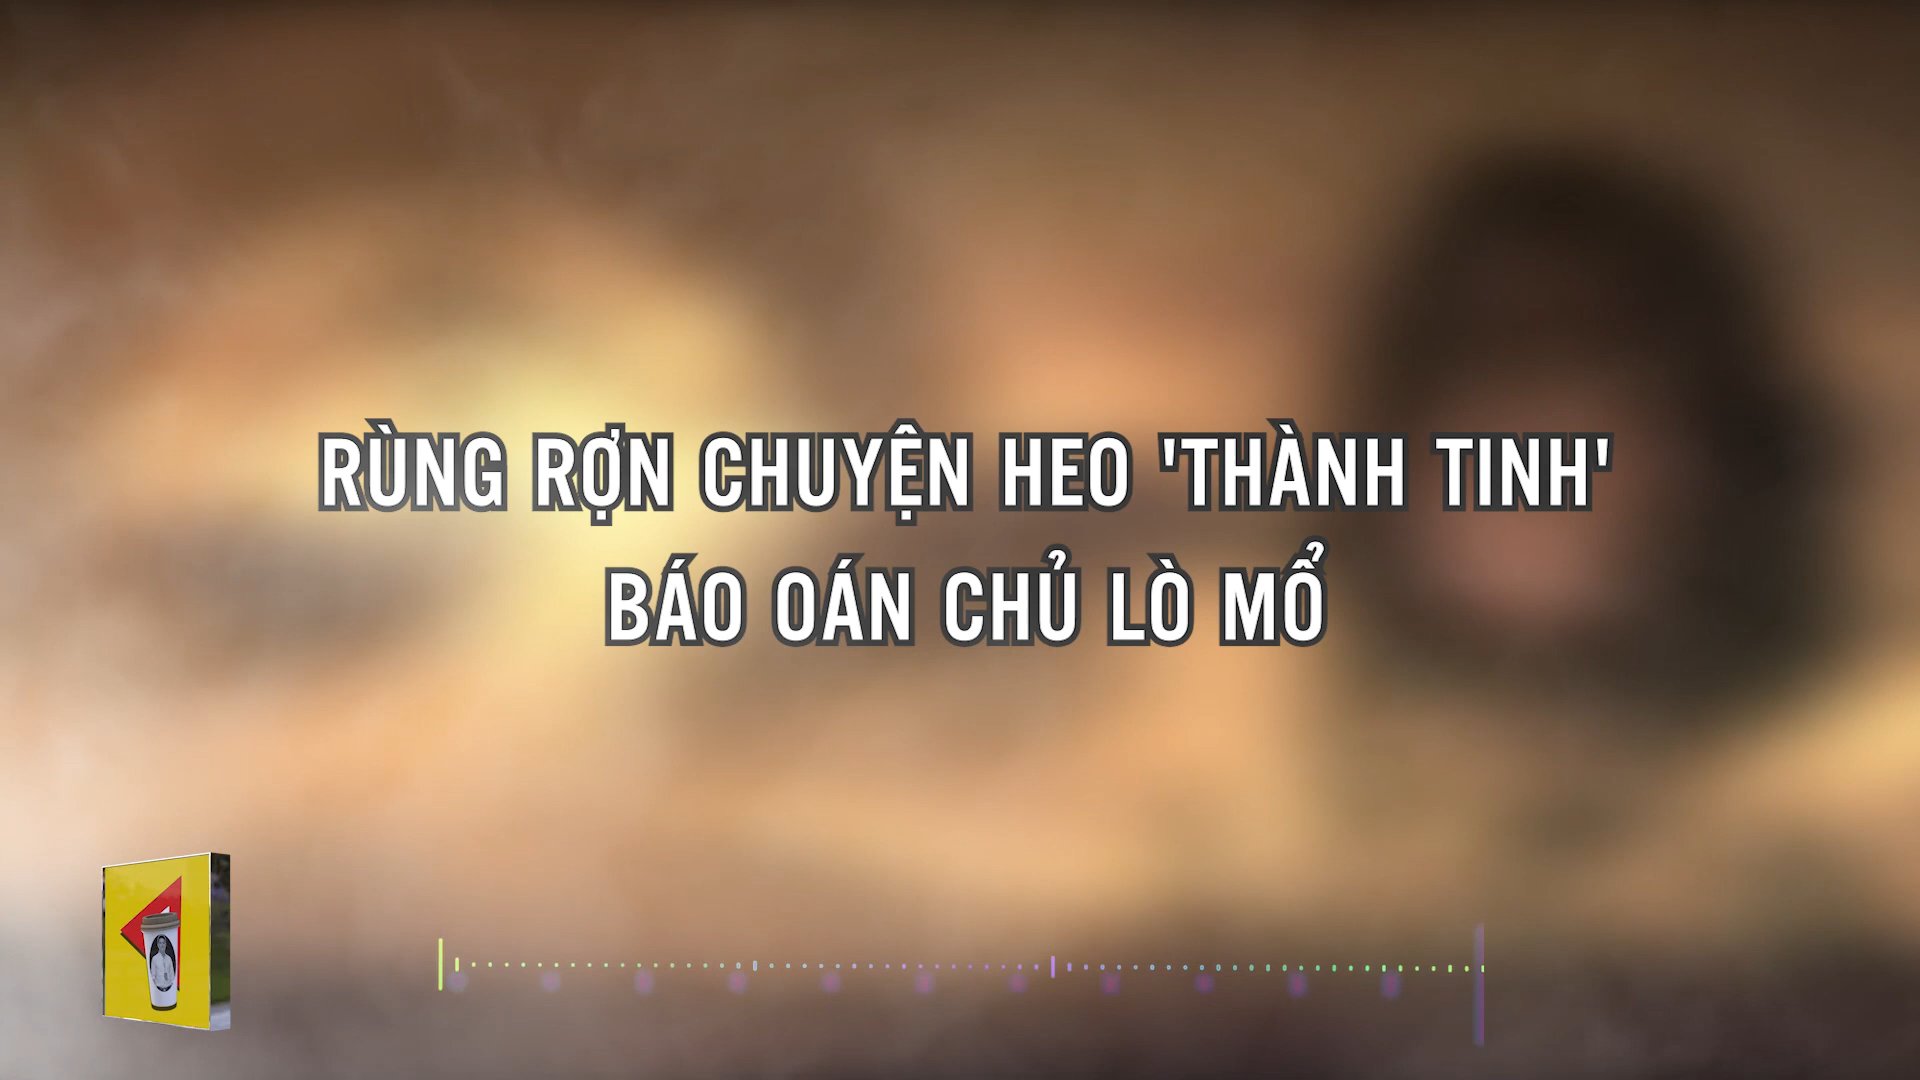 RÙNG RỢN CHUYỆN HEO 'THÀNH TINH'
BÁO OÁN CHỦ LÒ MỔ